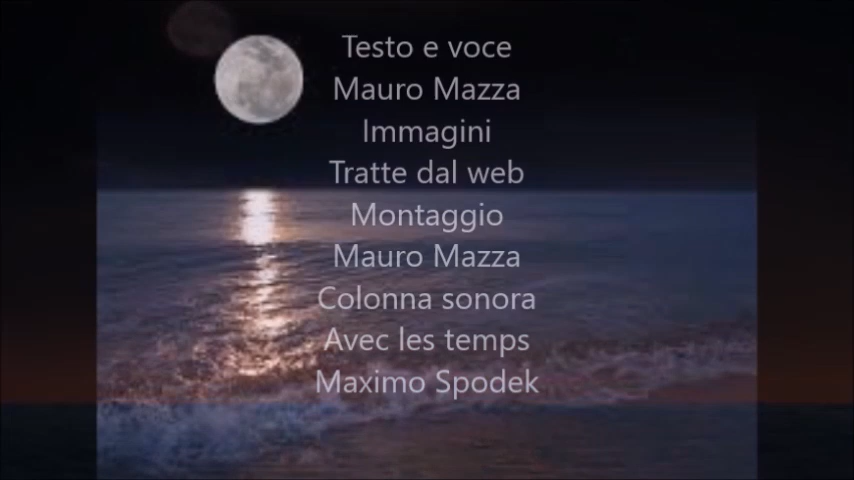 Testo e voce
Mauro Mazza
Immagini
Tratte dal web
Montaggio
Mauro Mazza
Colonna sonora
Avec les temps
Maximo Spodek